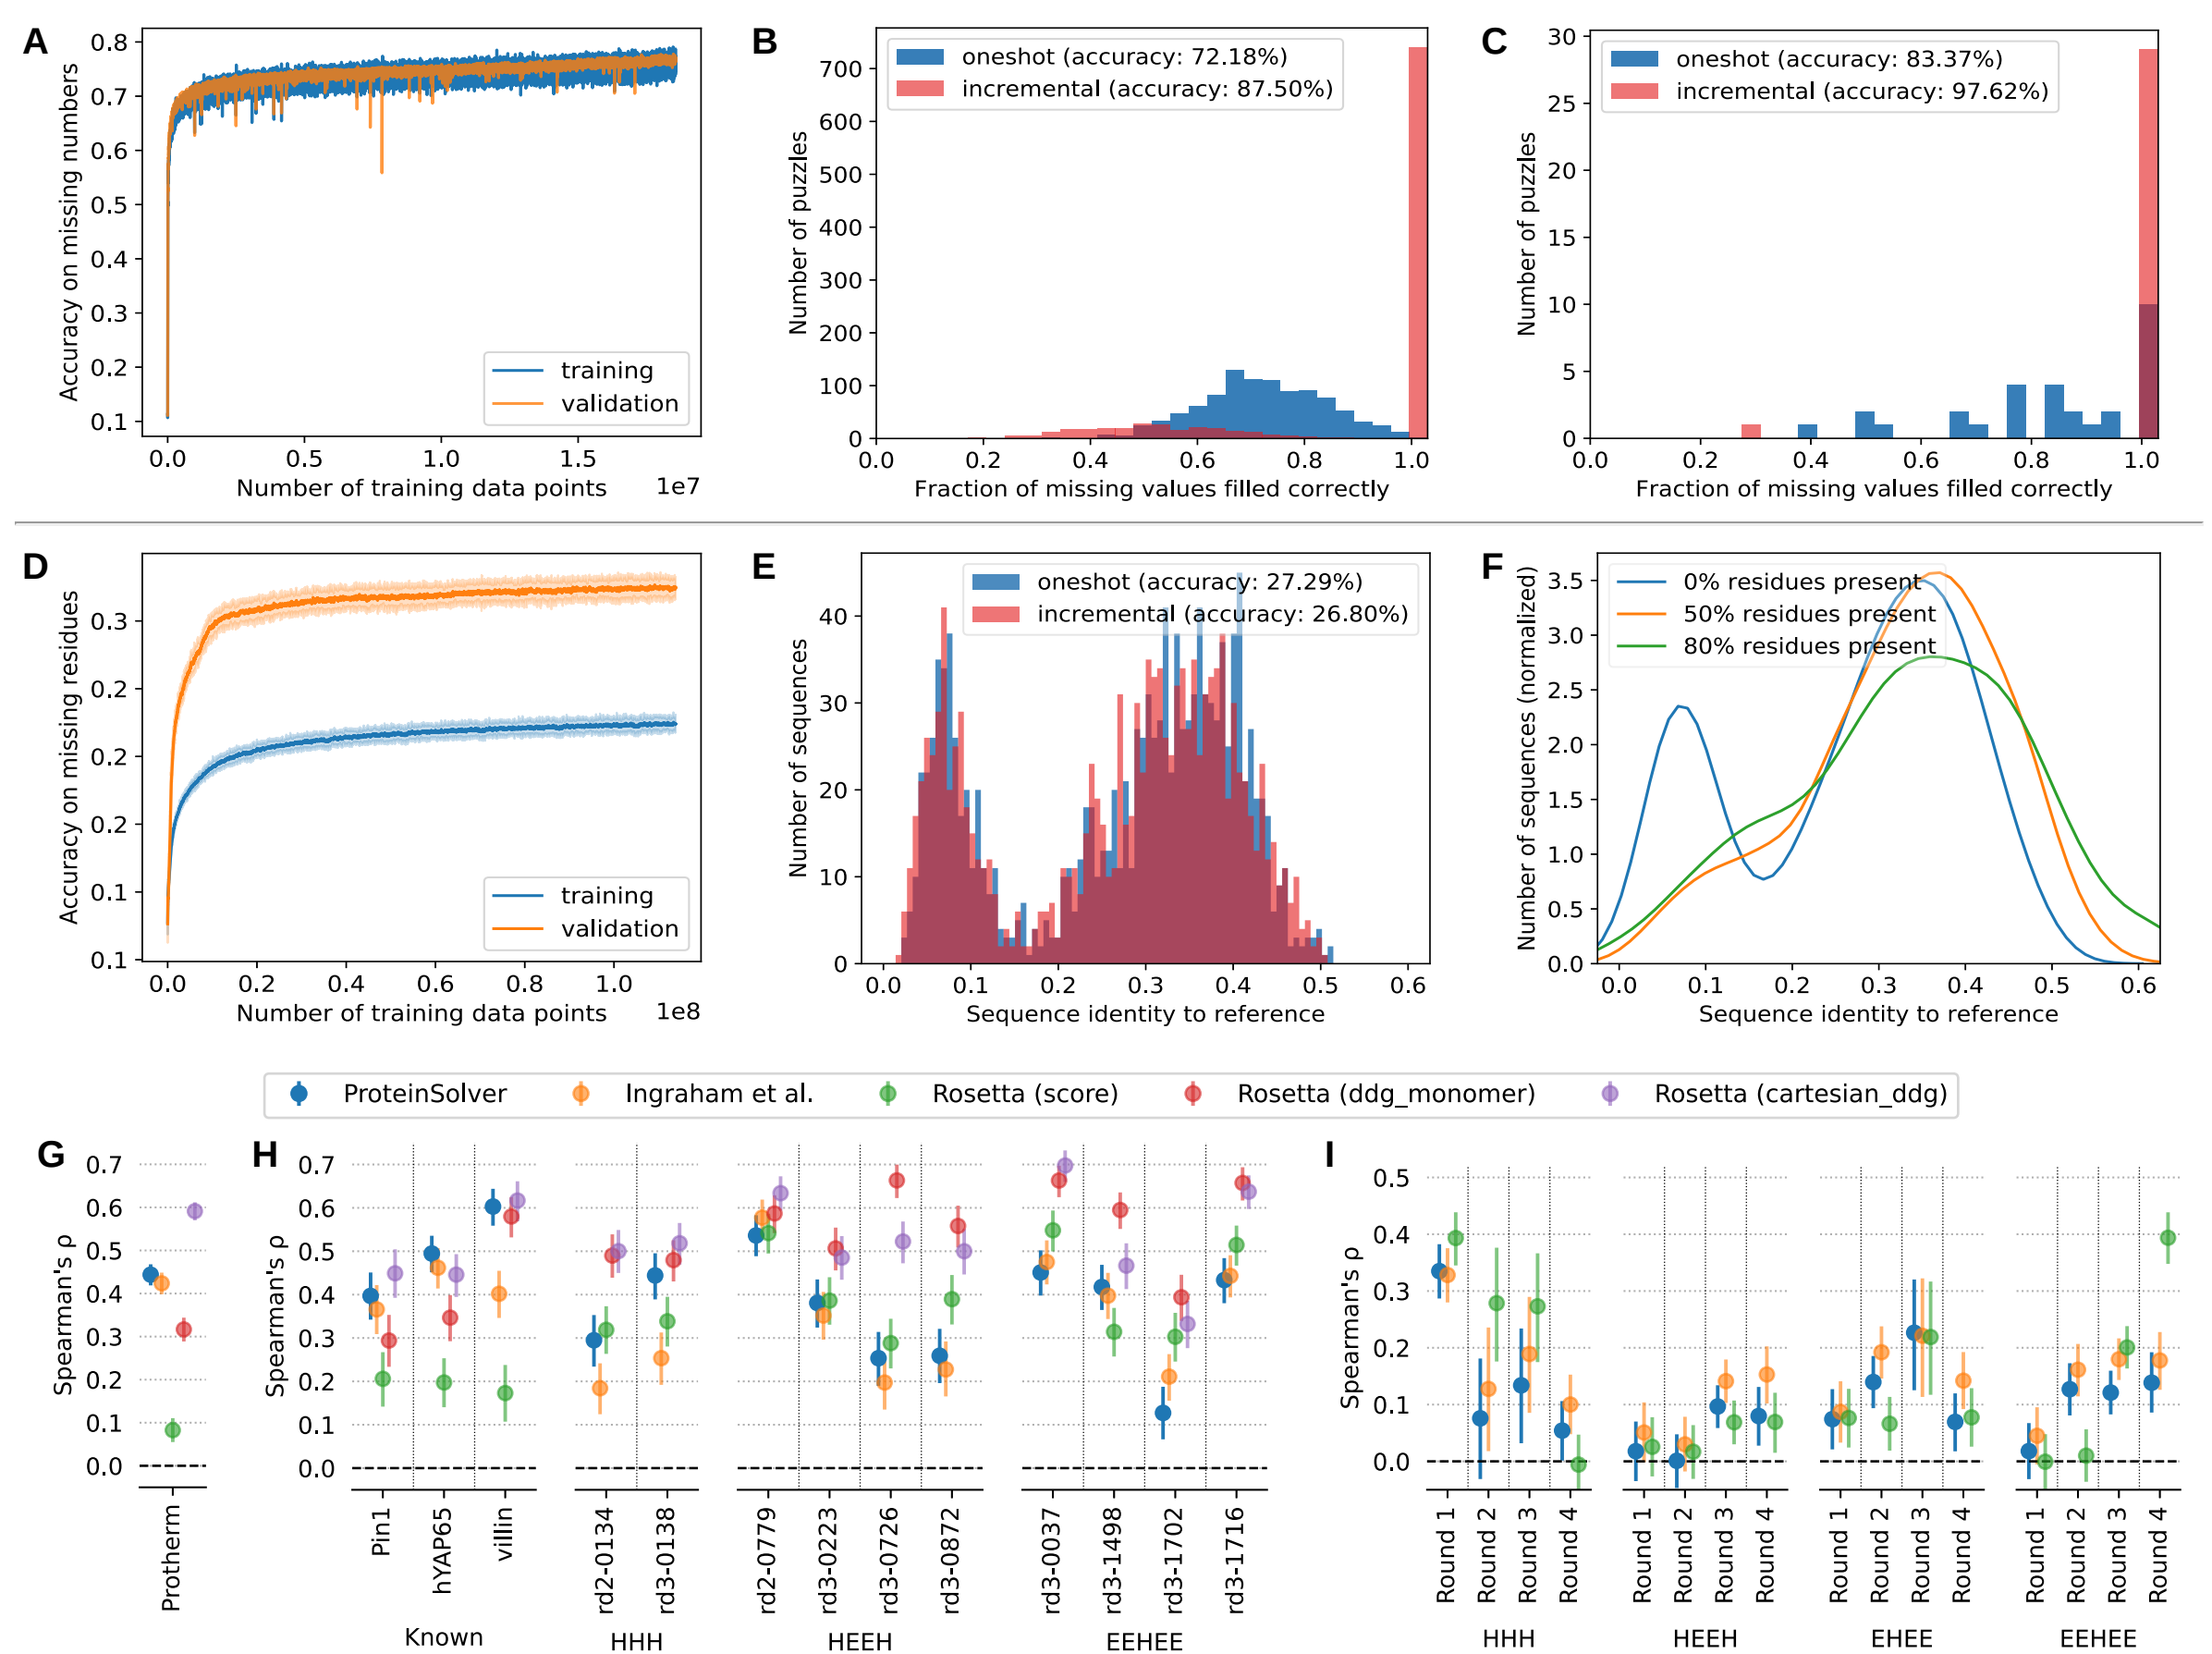 A
0.8
0.7
0.6
0.5
0.4
0.3
0.2
0.1
Accuracy on missing numbers
training
validation
0.0 0.5 1.0 1.5
Number of training data points 1e7
B
oneshot (accuracy: 72.18%)
incremental (accuracy: 87.50%)
700
600
500
400
300
200
100
0
Number of puzzles
0.0 0.2 0.4 0.6 0.8 1.0
Fraction of missing values filled correctly
C
oneshot (accuracy: 83.37%)
incremental (accuracy: 97.62%)
30
25
20
15
10
5
0
Number of puzzles
0.0 0.2 0.4 0.6 0.8 1.0
Fraction of missing values filled correctly
D
0.3
0.2
0.2
0.2
0.1
0.1
Accuracy on missing residues
training
validation
0.0 0.2 0.4 0.6 0.8 1.0
Number of training data points 1e8
E
oneshot (accuracy: 27.29%)
incremental (accuracy: 26.80%)
40
30
20
10
0
Number of sequences
0.0 0.1 0.2 0.3 0.4 0.5 0.6
Sequence identity to reference
F
0% residues present
50% residues present
80% residues present
3.5
3.0
2.5
2.0
1.5
1.0
0.5
0.0
Number of sequences (normalized)
0.0 0.1 0.2 0.3 0.4 0.5 0.6
Sequence identity to reference
ProteinSolver Ingraham et al. Rosetta (score) Rosetta (ddg_monomer) Rosetta (cartesian_ddg)
G
0.7
0.6
0.5
0.4
0.3
0.2
0.1
0.0
Spearman's ρ
Protherm
H
0.7
0.6
0.5
0.4
0.3
0.2
0.1
0.0
Spearman's ρ
Pin1 hYAP65 villin
Known
rd2-0134 rd3-0138
HHH
rd2-0779 rd3-0223 rd3-0726 rd3-0872
HEEH
rd3-0037 rd3-1498 rd3-1702 rd3-1716
EEHEE
I
0.5
0.4
0.3
0.2
0.1
0.0
Spearman's ρ
Round 1 Round 2 Round 3 Round 4
HHH
Round 1 Round 2 Round 3 Round 4
HEEH
Round 1 Round 2 Round 3 Round 4
EHEE
Round 1 Round 2 Round 3 Round 4
EEHEE